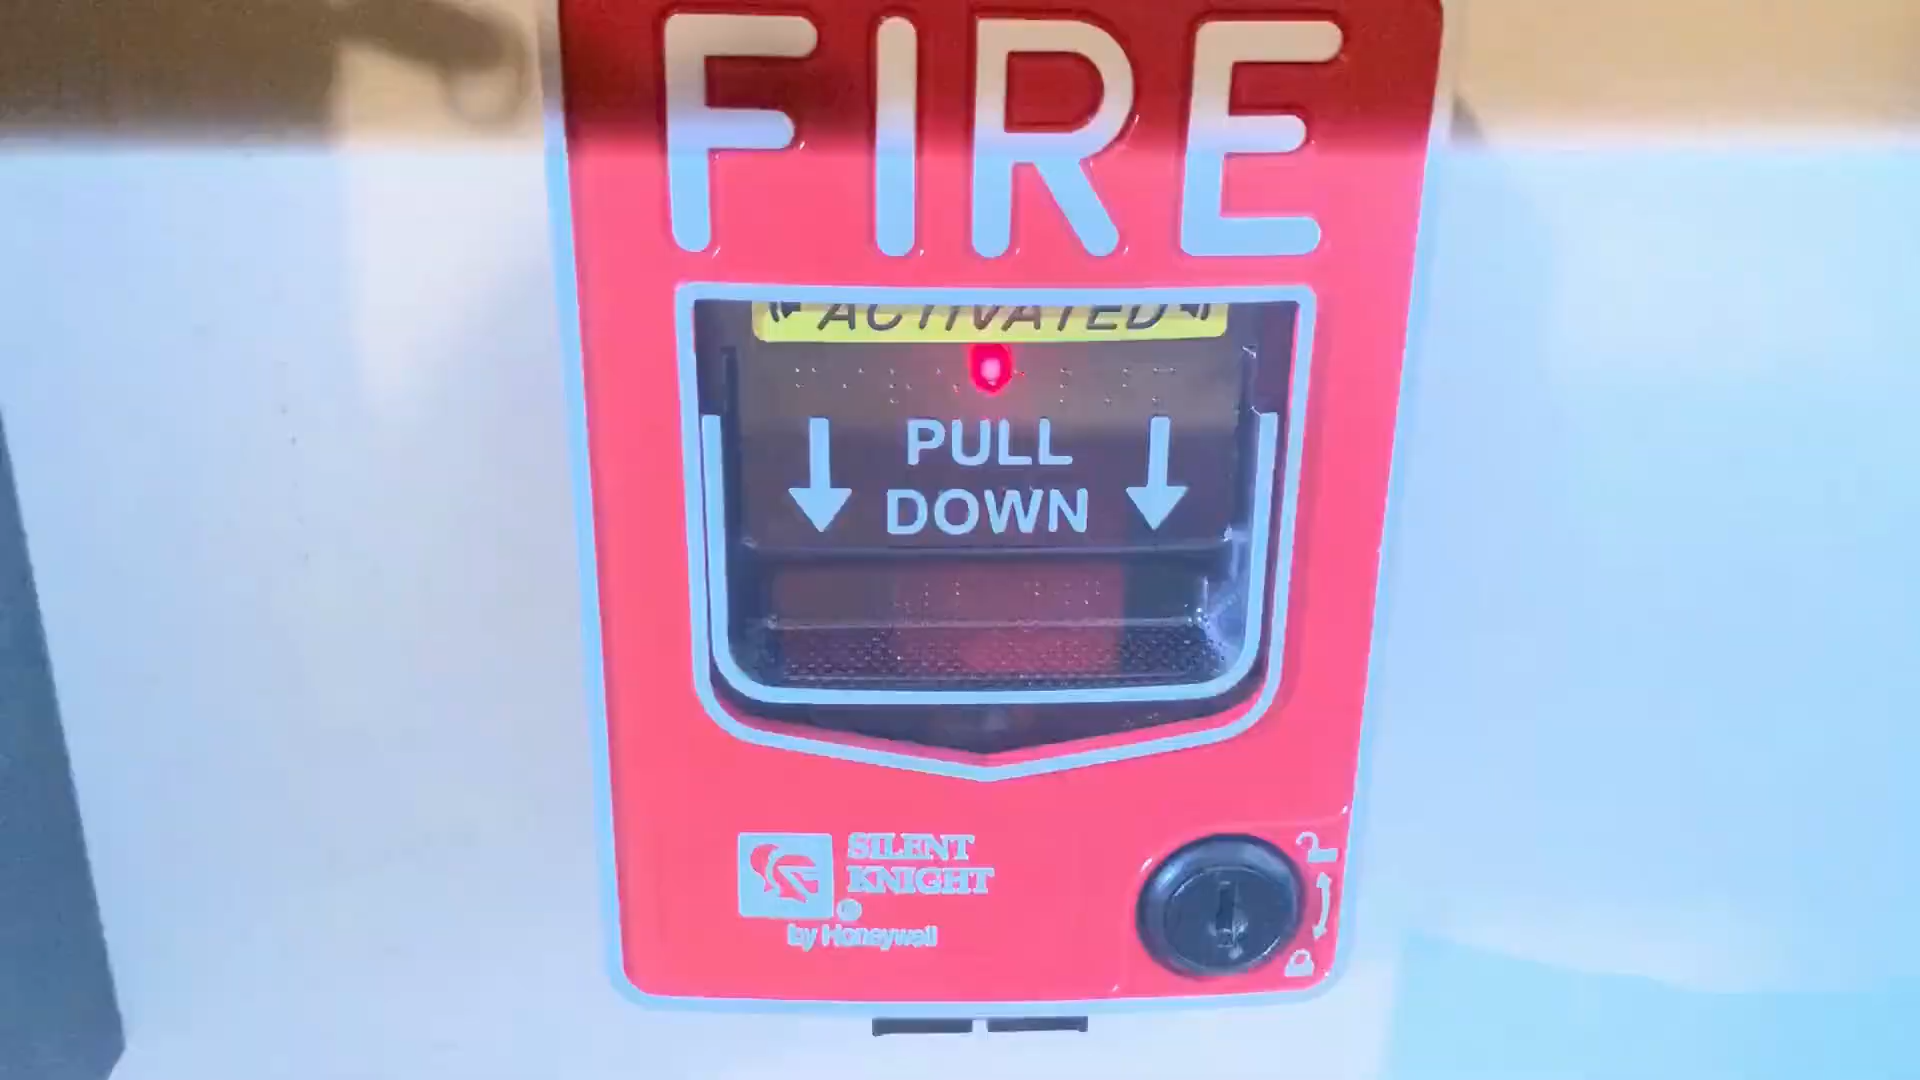 FIRE
ACTIVATED
PULL
DOWN
SILENT
KNIGHT
®
by Honeywell